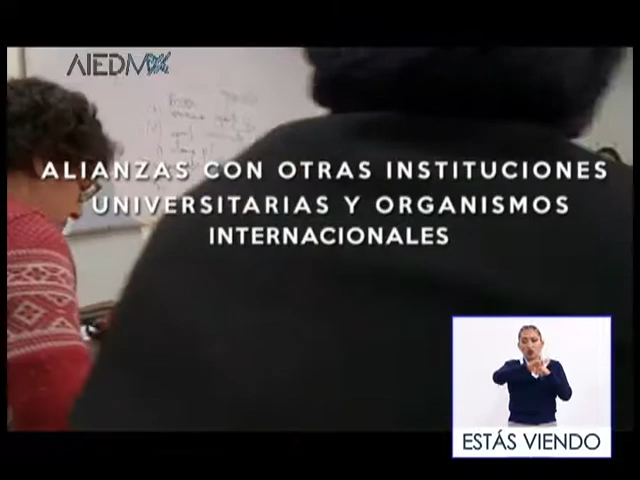 AIEDMX
ALIANZAS CON OTRAS INSTITUCIONES
UNIVERSITARIAS Y ORGANISMOS
INTERNACIONALES
ESTÁS VIENDO